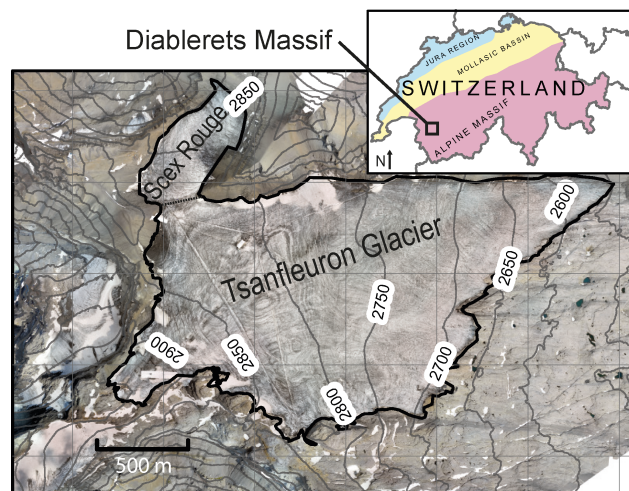 Diablerets Massif
JURA REGION
MOLLASIC BASSIN
SWITZERLAND
ALPINE MASSIF
N
2850
Scex Rouge
2600
Tsanfleuron Glacier
2650
2750
2700
2900
2850
2800
500 m